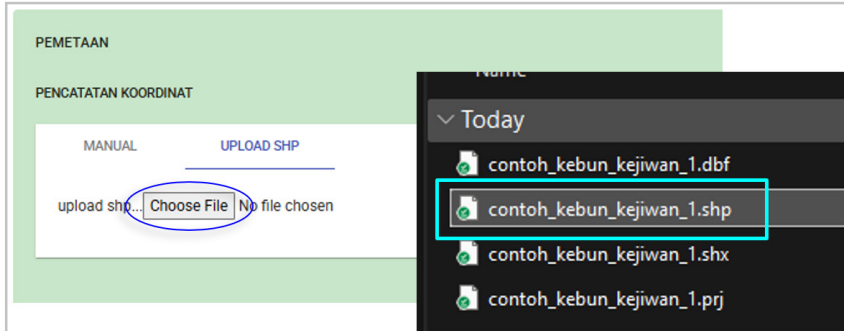 PEMETAAN
PENCATATAN KOORDINAT
MANUAL
UPLOAD SHP
upload shp... Choose File No file chosen
Name
Today
contoh_kebun_kejiwan_1.dbf
contoh_kebun_kejiwan_1.shp
contoh_kebun_kejiwan_1.shx
contoh_kebun_kejiwan_1.prj